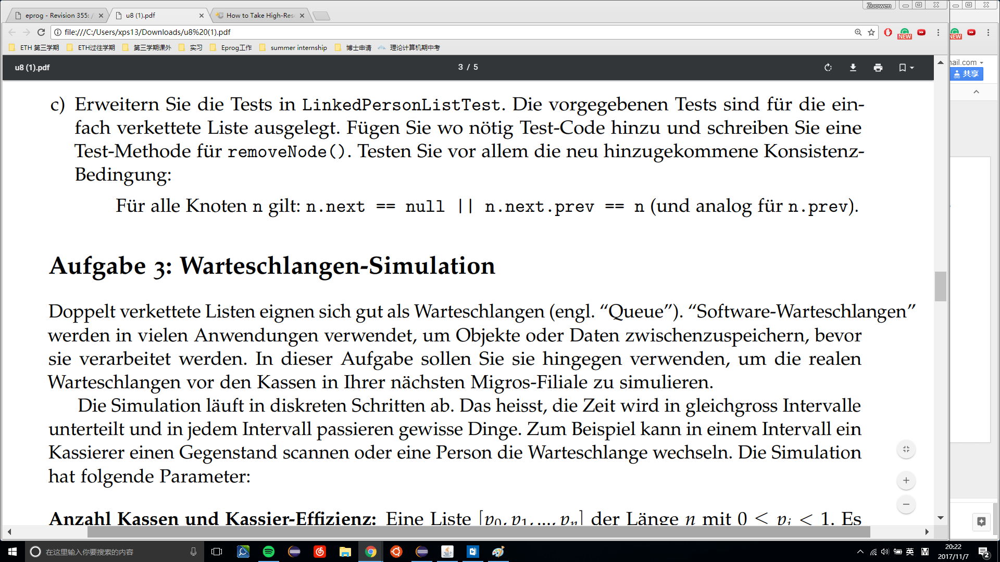 Zuowen
eprog - Revision 355: /
u8 (1).pdf
How to Take High-Res
file:///C:/Users/xps13/Downloads/u8%20(1).pdf
NEW
NEW
ETH 第三学期
ETH过往学期
第三学期课外
实习
Eprog工作
summer internship
博士申请
理论计算机期中考
u8 (1).pdf
3 / 5
nail.com
共享
c) Erweitern Sie die Tests in LinkedPersonListTest. Die vorgegebenen Tests sind für die ein-
fach verkettete Liste ausgelegt. Fügen Sie wo nötig Test-Code hinzu und schreiben Sie eine
Test-Methode für removeNode(). Testen Sie vor allem die neu hinzugekommene Konsistenz-
Bedingung:
Für alle Knoten n gilt: n.next == null || n.next.prev == n (und analog für n.prev).
Aufgabe 3: Warteschlangen-Simulation
Doppelt verkettete Listen eignen sich gut als Warteschlangen (engl. “Queue”). “Software-Warteschlangen”
werden in vielen Anwendungen verwendet, um Objekte oder Daten zwischenzuspeichern, bevor
sie verarbeitet werden. In dieser Aufgabe sollen Sie sie hingegen verwenden, um die realen
Warteschlangen vor den Kassen in Ihrer nächsten Migros-Filiale zu simulieren.
Die Simulation läuft in diskreten Schritten ab. Das heisst, die Zeit wird in gleichgross Intervalle
unterteilt und in jedem Intervall passieren gewisse Dinge. Zum Beispiel kann in einem Intervall ein
Kassierer einen Gegenstand scannen oder eine Person die Warteschlange wechseln. Die Simulation
hat folgende Parameter:
Anzahl Kassen und Kassier-Effizienz: Eine Liste [p0, p1, ..., pn] der Länge n mit 0 < pi < 1. Es
在这里输入你要搜索的内容
英
M
20:22
2017/11/7
2